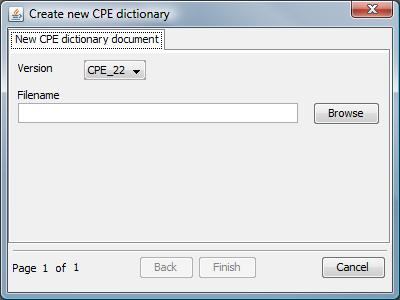 Create new CPE dictionary
New CPE dictionary document
Version CPE_22
Filename
Browse
Page 1 of 1 Back Finish Cancel